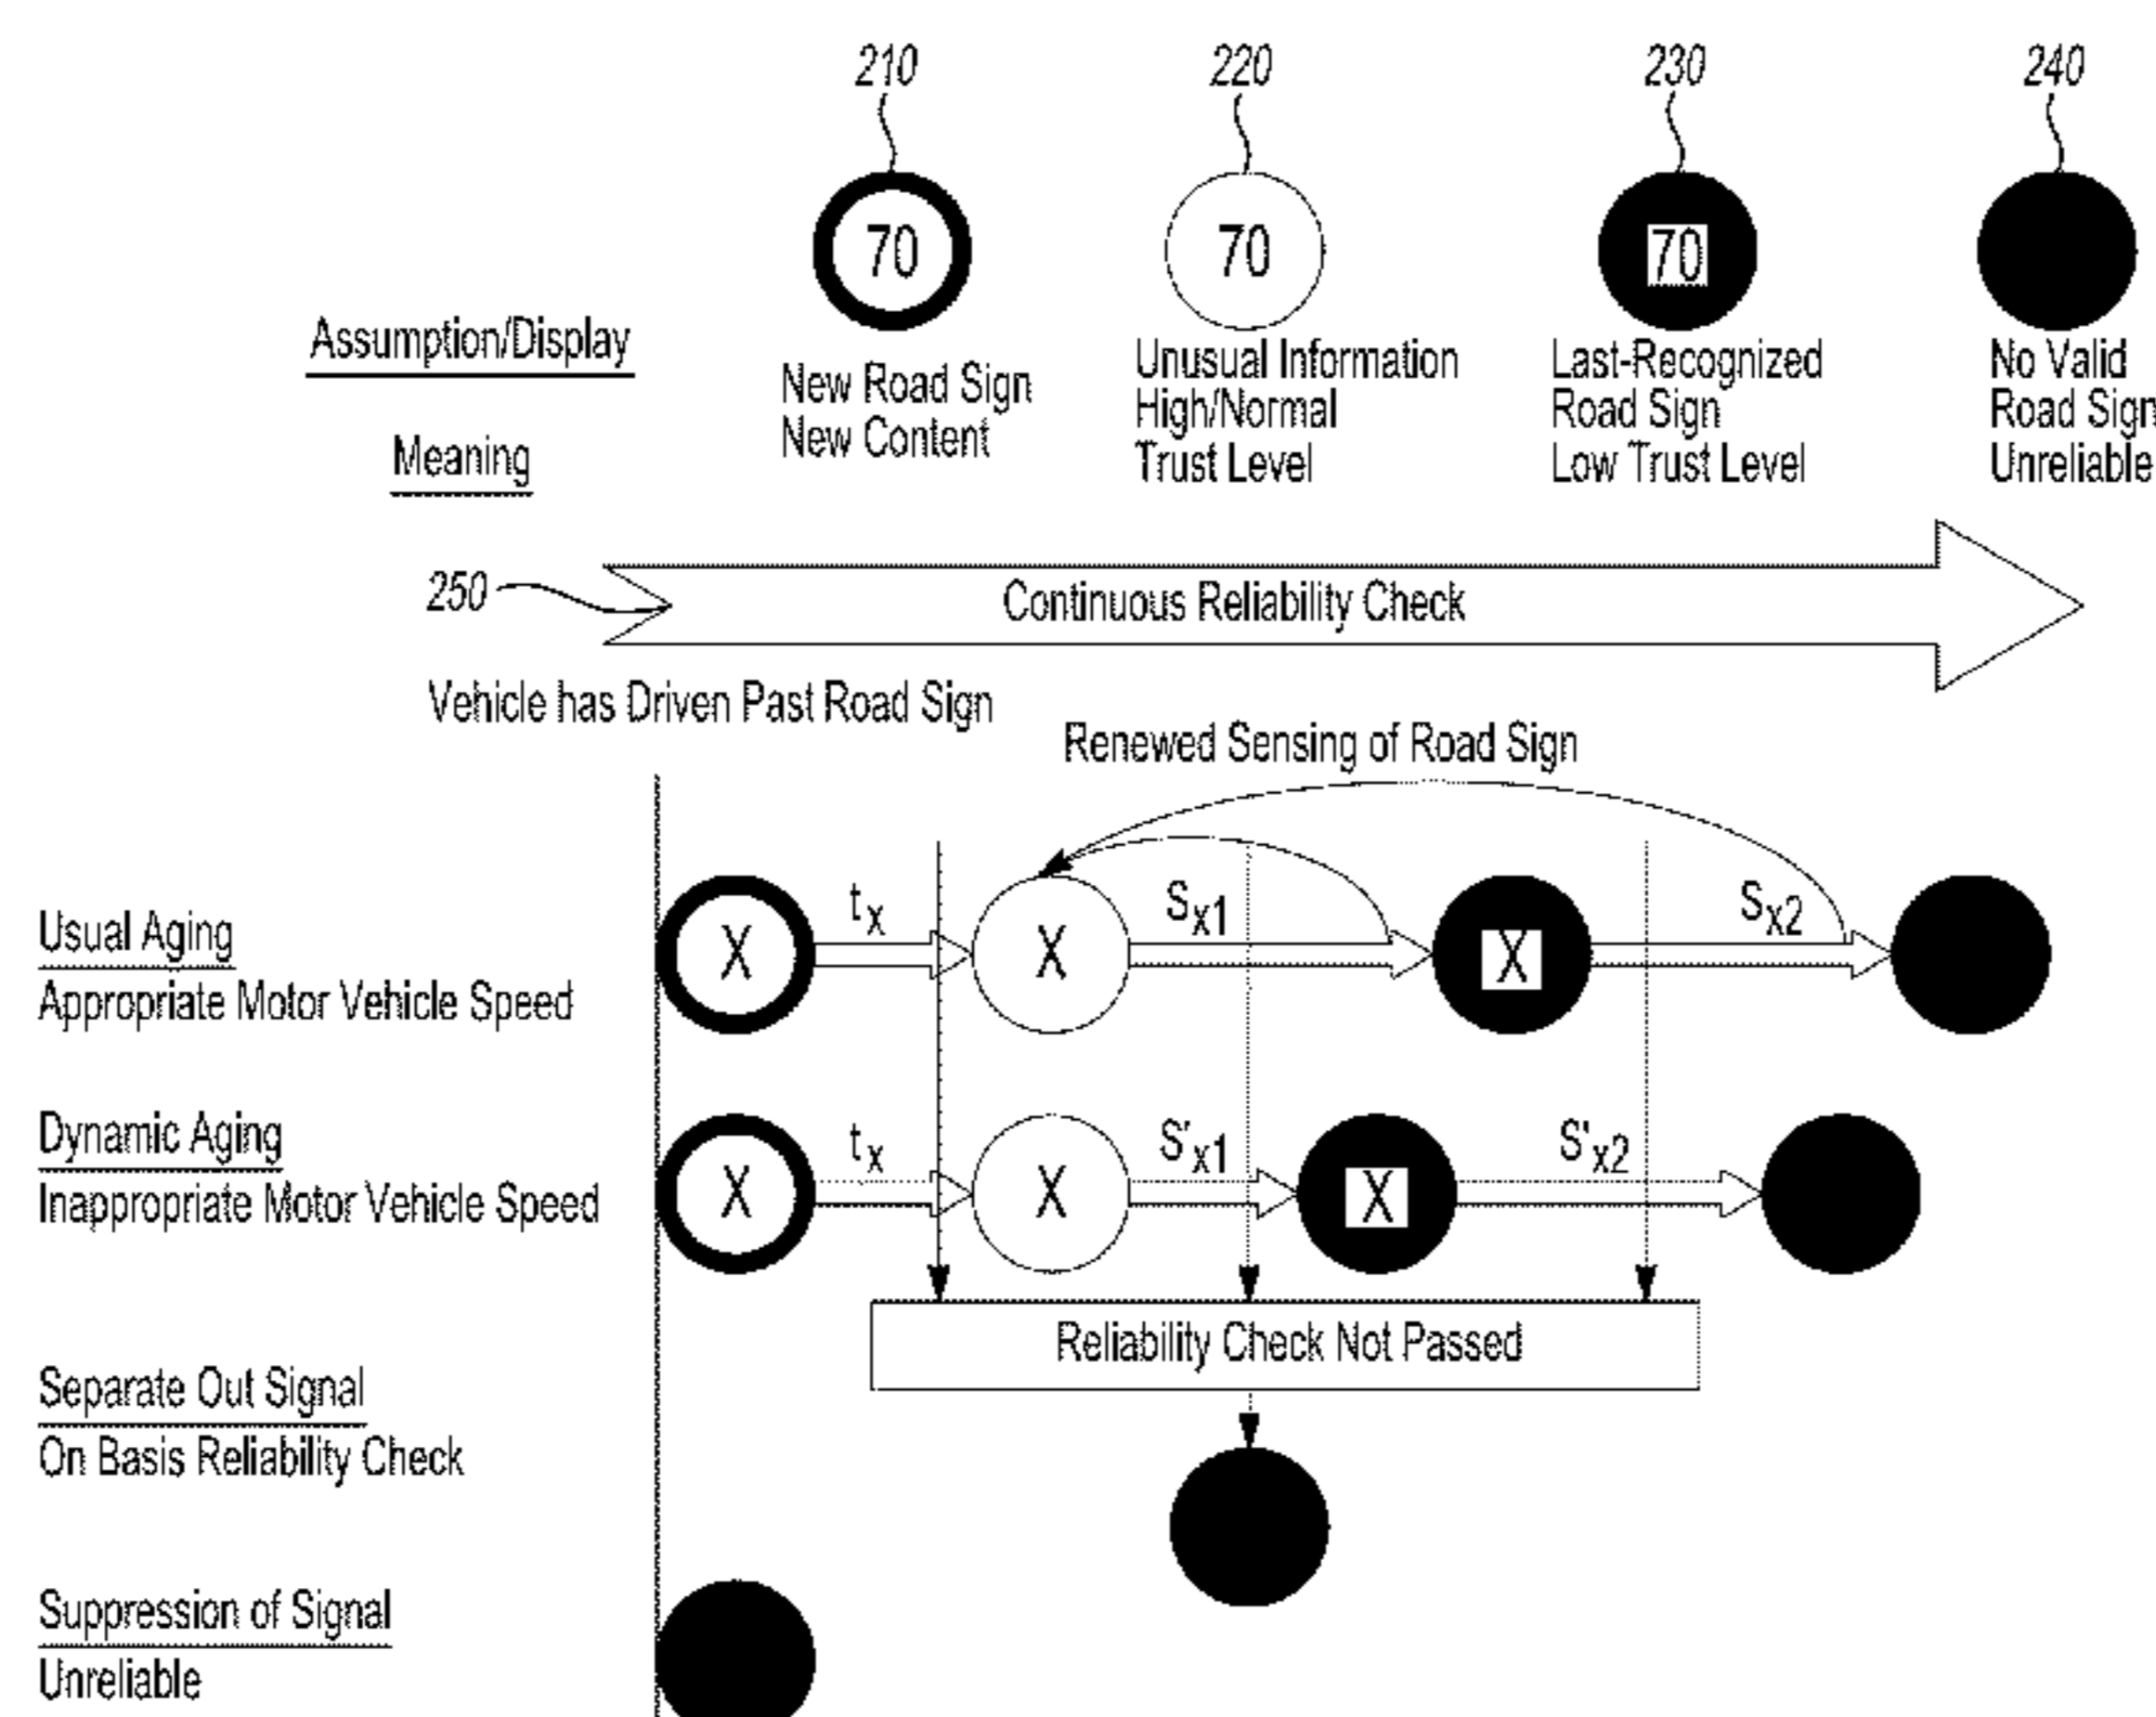 210
220
230
240
70
70
70
Assumption/Display
New Road Sign
New Content
Unusual Information
High/Normal
Trust Level
Last-Recognized
Road Sign
Low Trust Level
No Valid
Road Sign
Unreliable
Meaning
250
Continuous Reliability Check
Vehicle has Driven Past Road Sign
Renewed Sensing of Road Sign
Usual Aging
Appropriate Motor Vehicle Speed
X
tx
X
Sx1
X
Sx2
Dynamic Aging
Inappropriate Motor Vehicle Speed
X
tx
X
S'x1
X
S'x2
Reliability Check Not Passed
Separate Out Signal
On Basis Reliability Check
Suppression of Signal
Unreliable